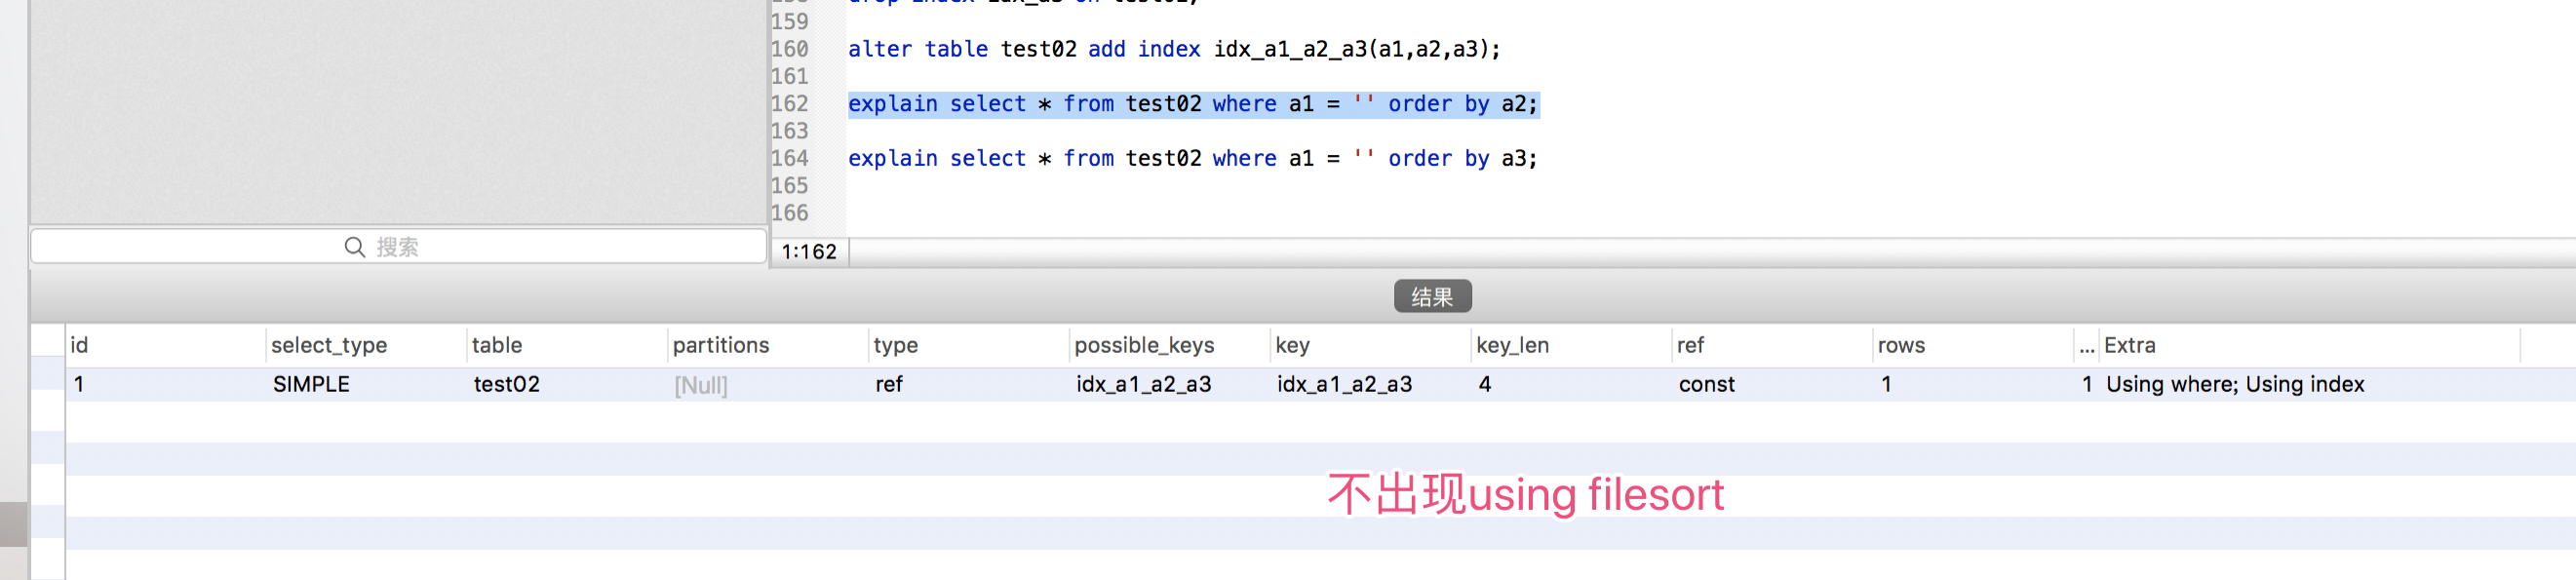 159
160 alter table test02 add index idx_a1_a2_a3(a1,a2,a3);
161
162 explain select * from test02 where a1 = '' order by a2;
163
164 explain select * from test02 where a1 = '' order by a3;
165
166
搜索
1:162
结果
id select_type table partitions type possible_keys key key_len ref rows ... Extra
1 SIMPLE test02 [Null] ref idx_a1_a2_a3 idx_a1_a2_a3 4 const 1 1 Using where; Using index
不出现using filesort